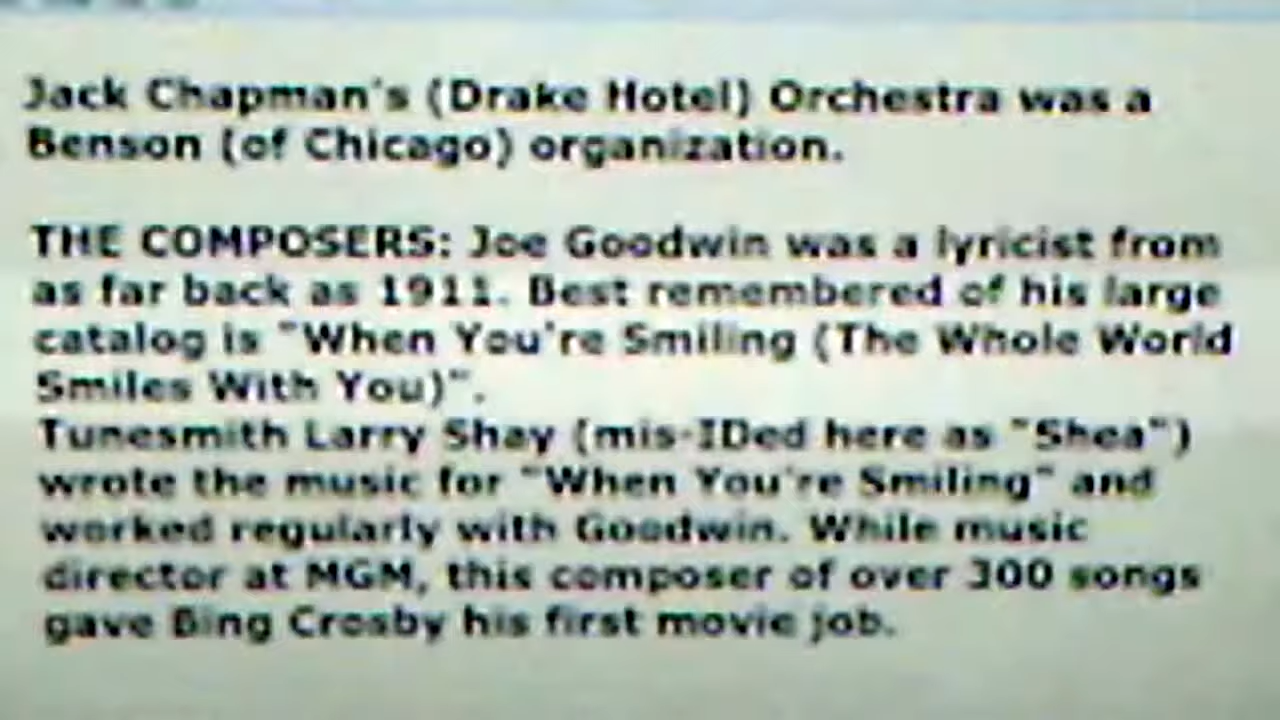 Jack Chapman's (Drake Hotel) Orchestra was a
Benson (of Chicago) organization.
THE COMPOSERS: Joe Goodwin was a lyricist from
as far back as 1911. Best remembered of his large
catalog is "When You're Smiling (The Whole World
Smiles With You)".
Tunesmith Larry Shay (mis-IDed here as "Shea")
wrote the music for "When You're Smiling" and
worked regularly with Goodwin. While music
director at MGM, this composer of over 300 songs
gave Bing Crosby his first movie job.